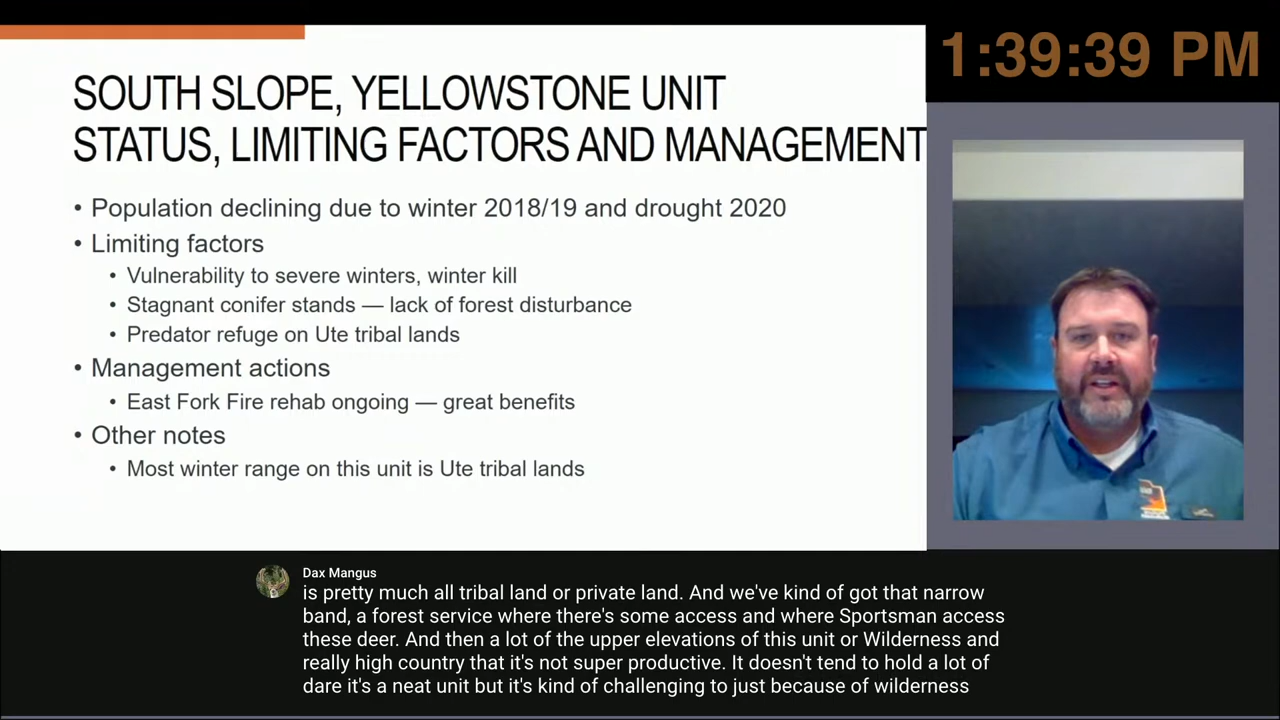 1:39:39 PM
SOUTH SLOPE, YELLOWSTONE UNIT
STATUS, LIMITING FACTORS AND MANAGEMENT
• Population declining due to winter 2018/19 and drought 2020
• Limiting factors
• Vulnerability to severe winters, winter kill
• Stagnant conifer stands — lack of forest disturbance
• Predator refuge on Ute tribal lands
• Management actions
• East Fork Fire rehab ongoing — great benefits
• Other notes
• Most winter range on this unit is Ute tribal lands
Dax Mangus
is pretty much all tribal land or private land. And we've kind of got that narrow
band, a forest service where there's some access and where Sportsman access
these deer. And then a lot of the upper elevations of this unit or Wilderness and
really high country that it's not super productive. It doesn't tend to hold a lot of
dare it's a neat unit but it's kind of challenging to just because of wilderness